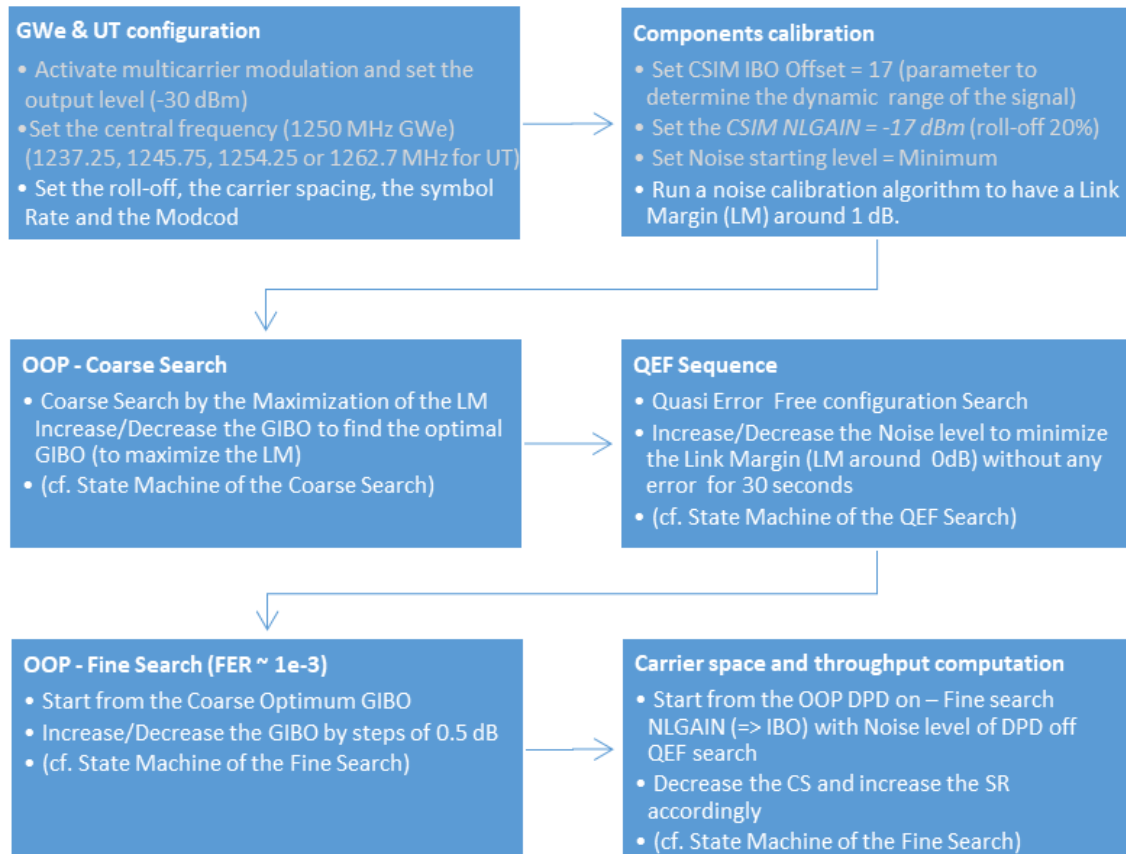 GWe & UT configuration
• Activate multicarrier modulation and set the
output level (-30 dBm)
•Set the central frequency (1250 MHz GWe)
(1237.25, 1245.75, 1254.25 or 1262.7 MHz for UT)
• Set the roll-off, the carrier spacing, the symbol
Rate and the Modcod
Components calibration
• Set CSIM IBO Offset = 17 (parameter to
determine the dynamic range of the signal)
• Set the CSIM NLGAIN = -17 dBm (roll-off 20%)
• Set Noise starting level = Minimum
• Run a noise calibration algorithm to have a Link
Margin (LM) around 1 dB.
OOP - Coarse Search
• Coarse Search by the Maximization of the LM
Increase/Decrease the GIBO to find the optimal
GIBO (to maximize the LM)
• (cf. State Machine of the Coarse Search)
QEF Sequence
• Quasi Error Free configuration Search
• Increase/Decrease the Noise level to minimize
the Link Margin (LM around 0dB) without any
error for 30 seconds
• (cf. State Machine of the QEF Search)
OOP - Fine Search (FER ~ 1e-3)
• Start from the Coarse Optimum GIBO
• Increase/Decrease the GIBO by steps of 0.5 dB
• (cf. State Machine of the Fine Search)
Carrier space and throughput computation
• Start from the OOP DPD on – Fine search
NLGAIN (=> IBO) with Noise level of DPD off
QEF search
• Decrease the CS and increase the SR
accordingly
• (cf. State Machine of the Fine Search)